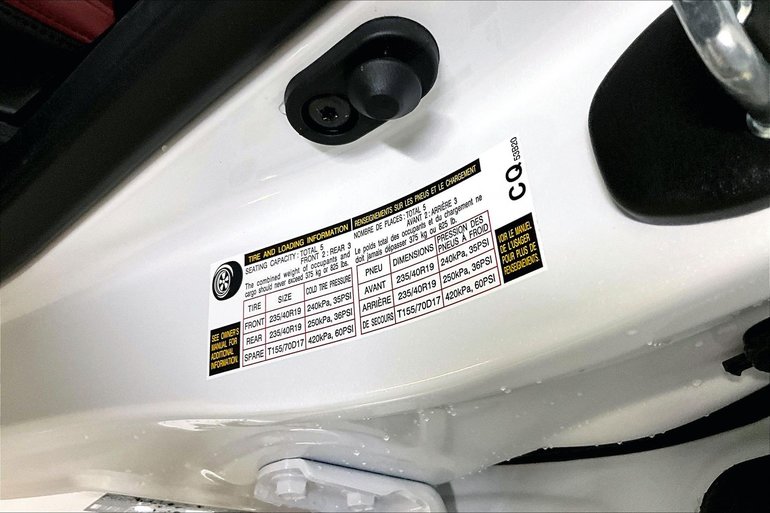 TIRE AND LOADING INFORMATION
SEATING CAPACITY : TOTAL 5
FRONT 2 : REAR 3
The combined weight of occupants and
cargo should never exceed 375 kg or 825 lbs.
TIRE SIZE COLD TIRE PRESSURE
FRONT 235/40R19 240kPa, 35PSI
REAR 235/40R19 250kPa, 36PSI
SPARE T155/70D17 420kPa, 60PSI
SEE OWNER'S
MANUAL FOR
ADDITIONAL
INFORMATION.
RENSEIGNEMENTS SUR LES PNEUS ET LE CHARGEMENT
NOMBRE DE PLACES : TOTAL 5
AVANT 2 : ARRIÈRE 3
Le poids total des occupants et du chargement ne
doit jamais dépasser 375 kg ou 825 lb.
PNEU DIMENSIONS PRESSION DES
PNEUS À FROID
AVANT 235/40R19 240kPa, 35PSI
ARRIÈRE 235/40R19 250kPa, 36PSI
DE SECOURS T155/70D17 420kPa, 60PSI
VOIR LE MANUEL
DE L'USAGER
POUR PLUS DE
RENSEIGNEMENTS
CQ 53B2D